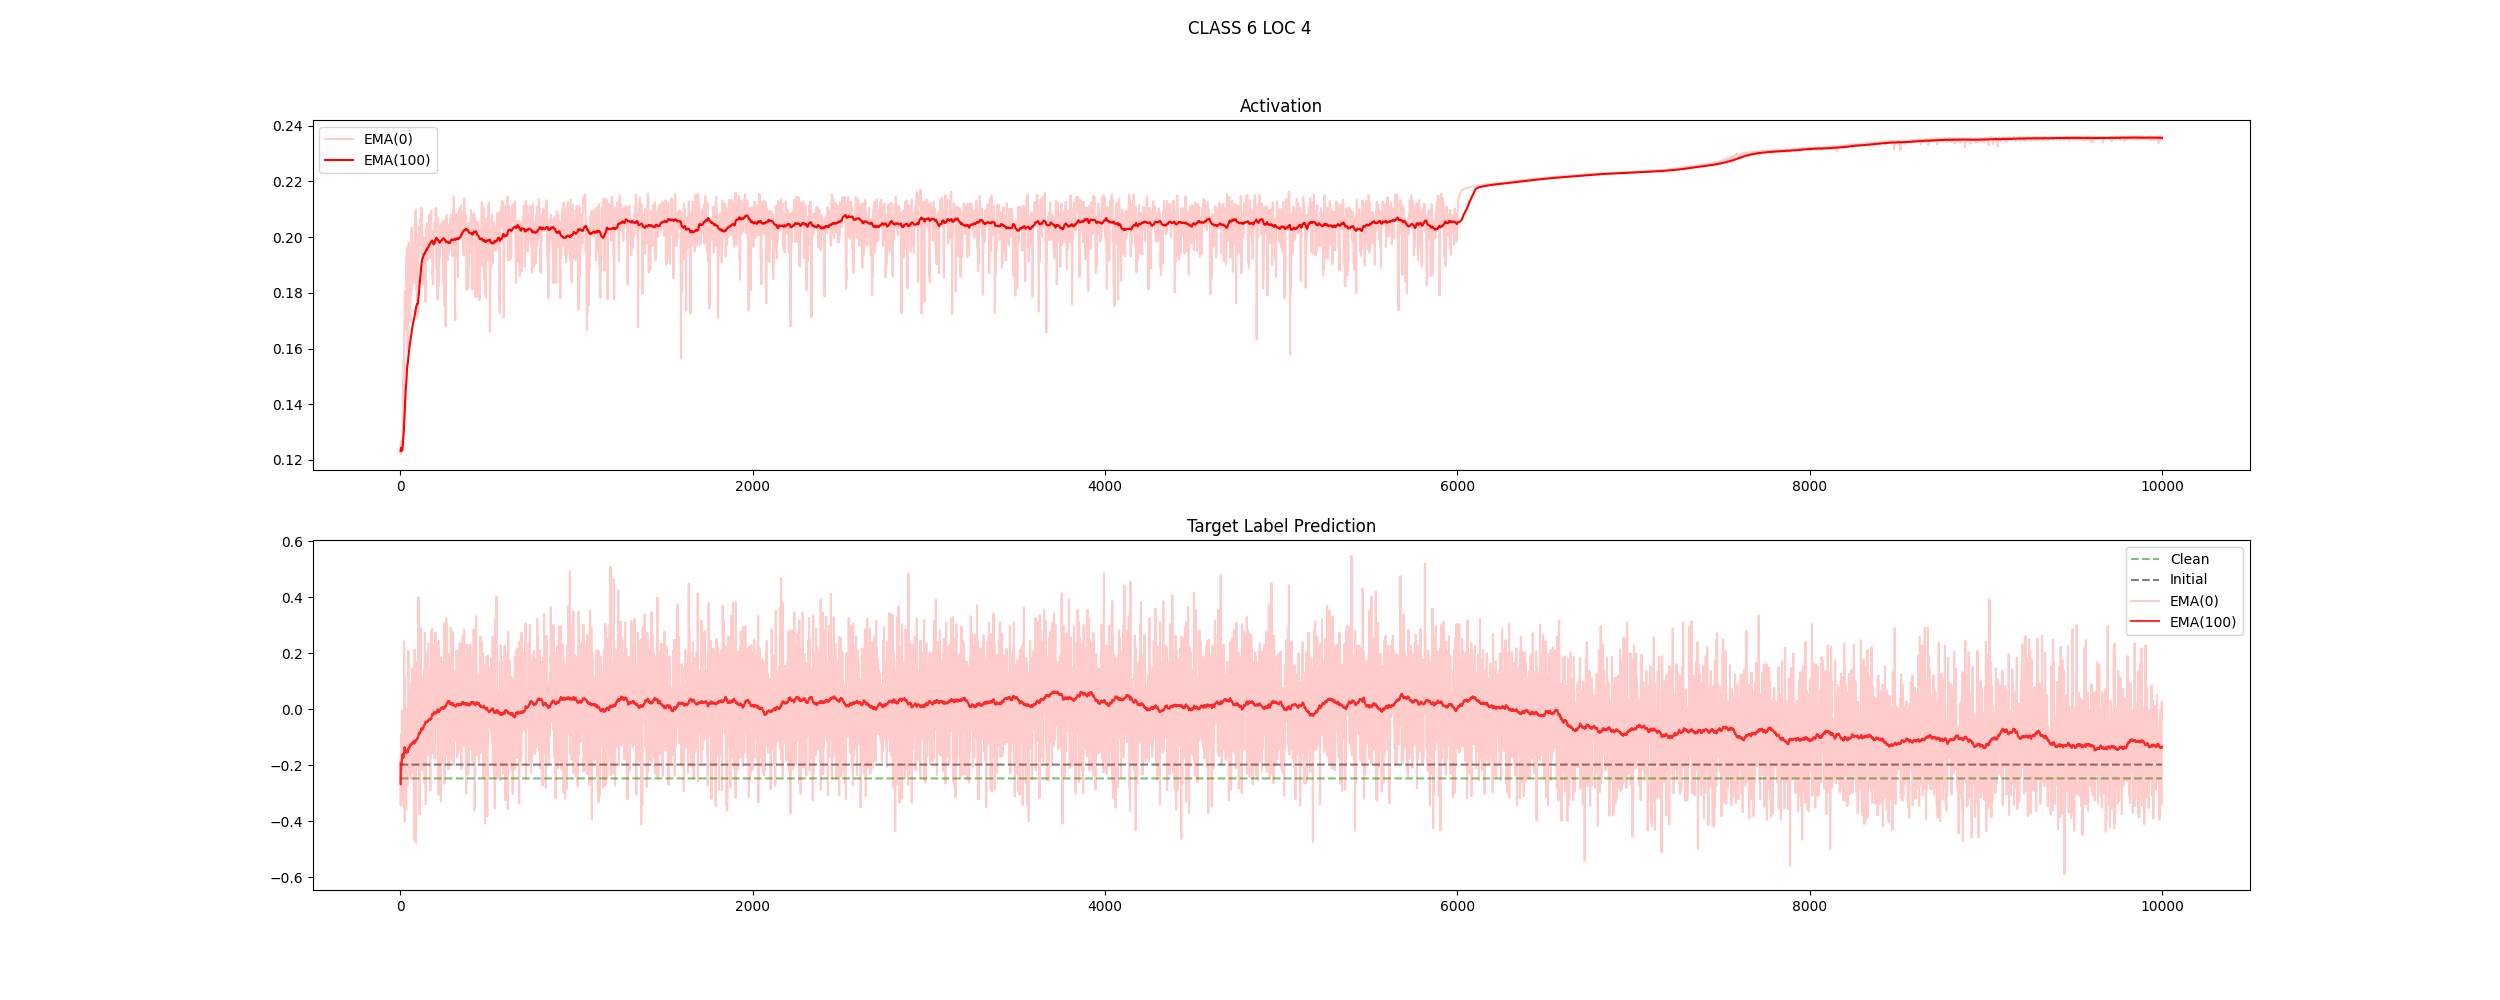 CLASS 6 LOC 4
Activation
EMA(0)
EMA(100)
0.24
0.22
0.20
0.18
0.16
0.14
0.12
0 2000 4000 6000 8000 10000
Target Label Prediction
Clean
Initial
EMA(0)
EMA(100)
0.6
0.4
0.2
0.0
−0.2
−0.4
−0.6
0 2000 4000 6000 8000 10000